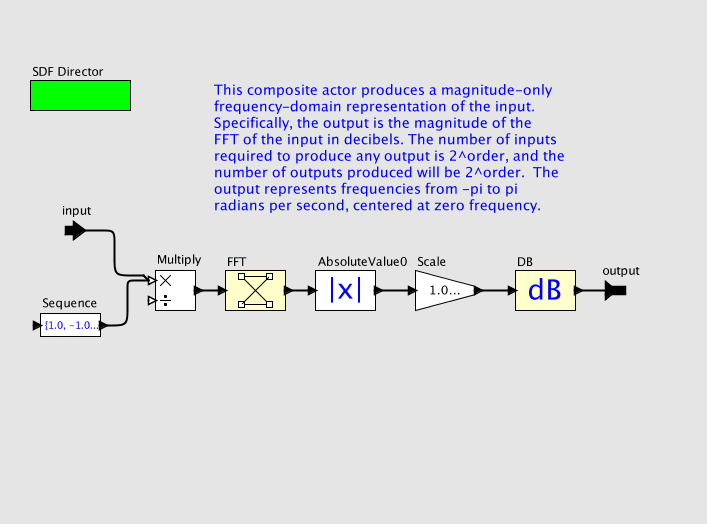 SDF Director
This composite actor produces a magnitude-only
frequency-domain representation of the input.
Specifically, the output is the magnitude of the
FFT of the input in decibels. The number of inputs
required to produce any output is 2^order, and the
number of outputs produced will be 2^order.  The
output represents frequencies from -pi to pi
radians per second, centered at zero frequency.
input
Multiply
FFT
AbsoluteValue0
Scale
DB
output
×
÷
|x|
1.0...
dB
Sequence
{1.0, -1.0...